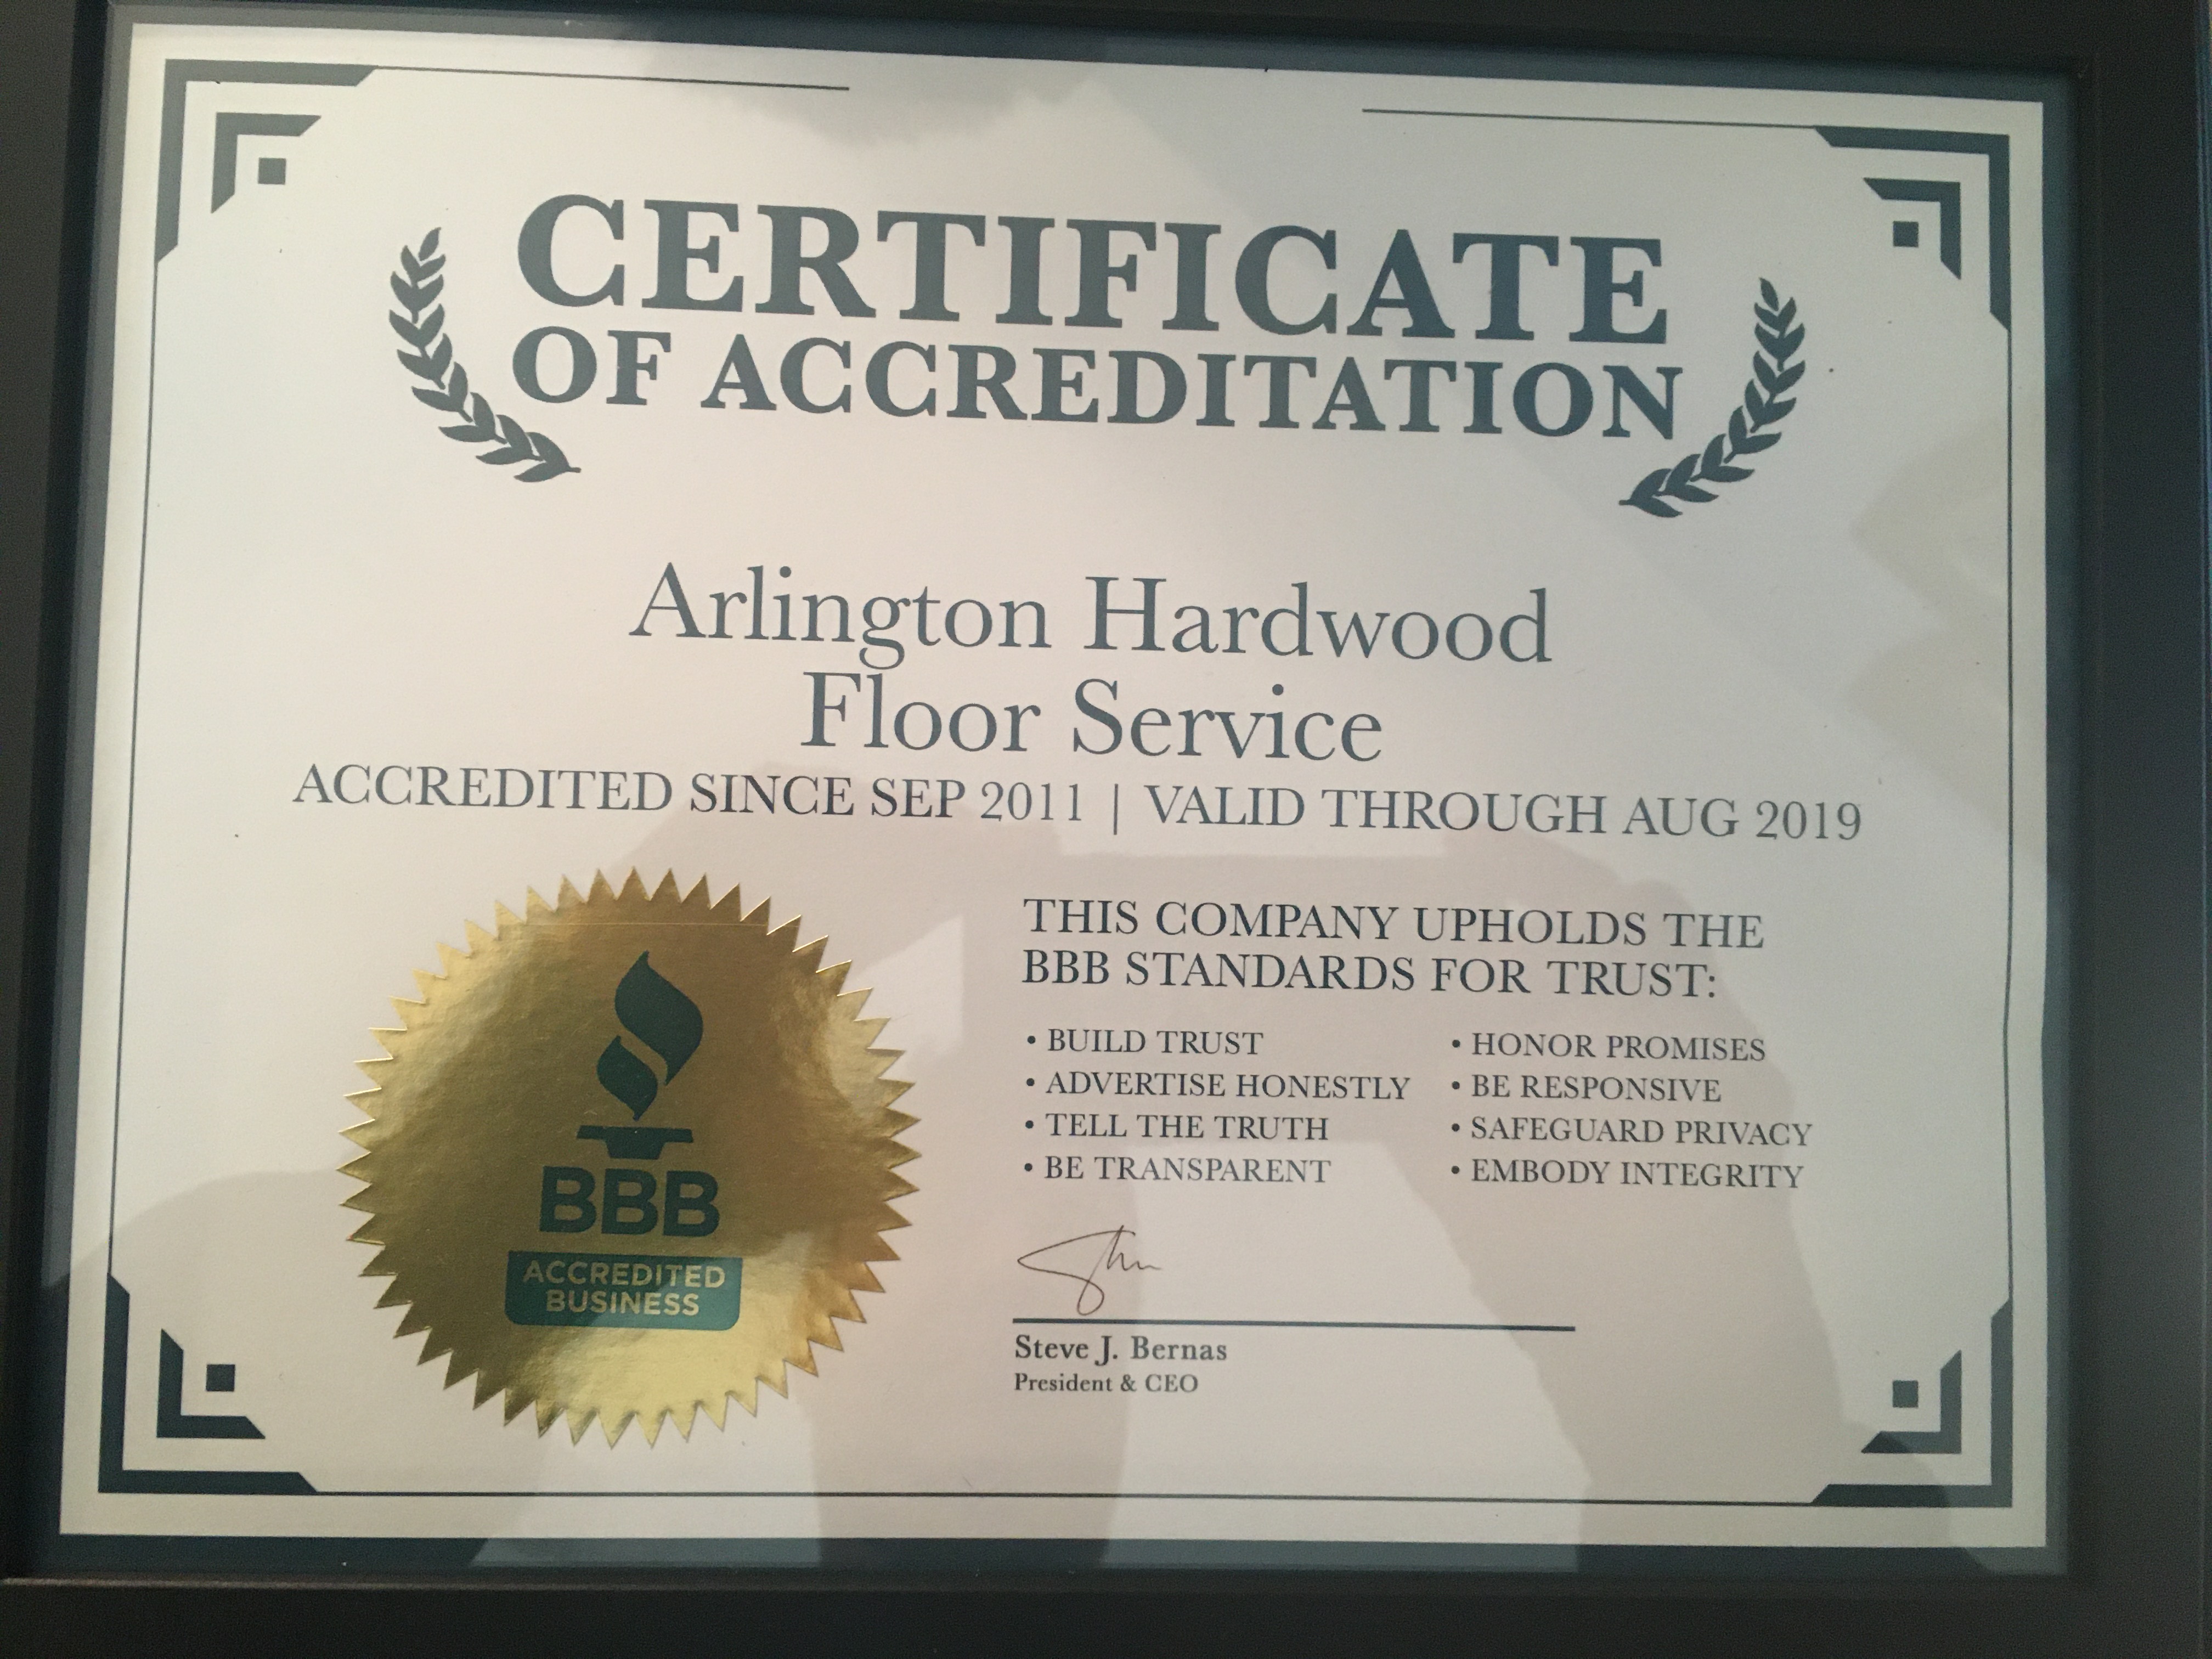 CERTIFICATE
OF ACCREDITATION
Arlington Hardwood
Floor Service
ACCREDITED SINCE SEP 2011 | VALID THROUGH AUG 2019
BBB
ACCREDITED
BUSINESS
THIS COMPANY UPHOLDS THE
BBB STANDARDS FOR TRUST:
• BUILD TRUST
• ADVERTISE HONESTLY
• TELL THE TRUTH
• BE TRANSPARENT
• HONOR PROMISES
• BE RESPONSIVE
• SAFEGUARD PRIVACY
• EMBODY INTEGRITY
Steve J. Bernas
President & CEO